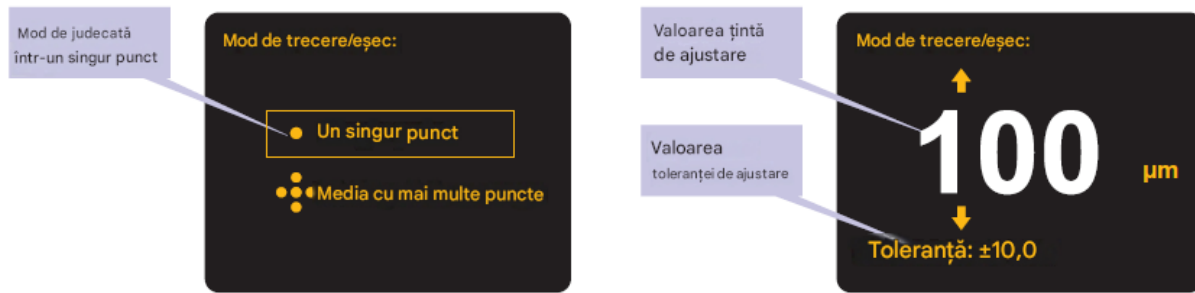 Mod de judecată
într-un singur punct
Mod de trecere/eșec:
Un singur punct
Media cu mai multe puncte
Valoarea țintă
de ajustare
Valoarea
toleranței de ajustare
Mod de trecere/eșec:
100
µm
Toleranță: ±10,0